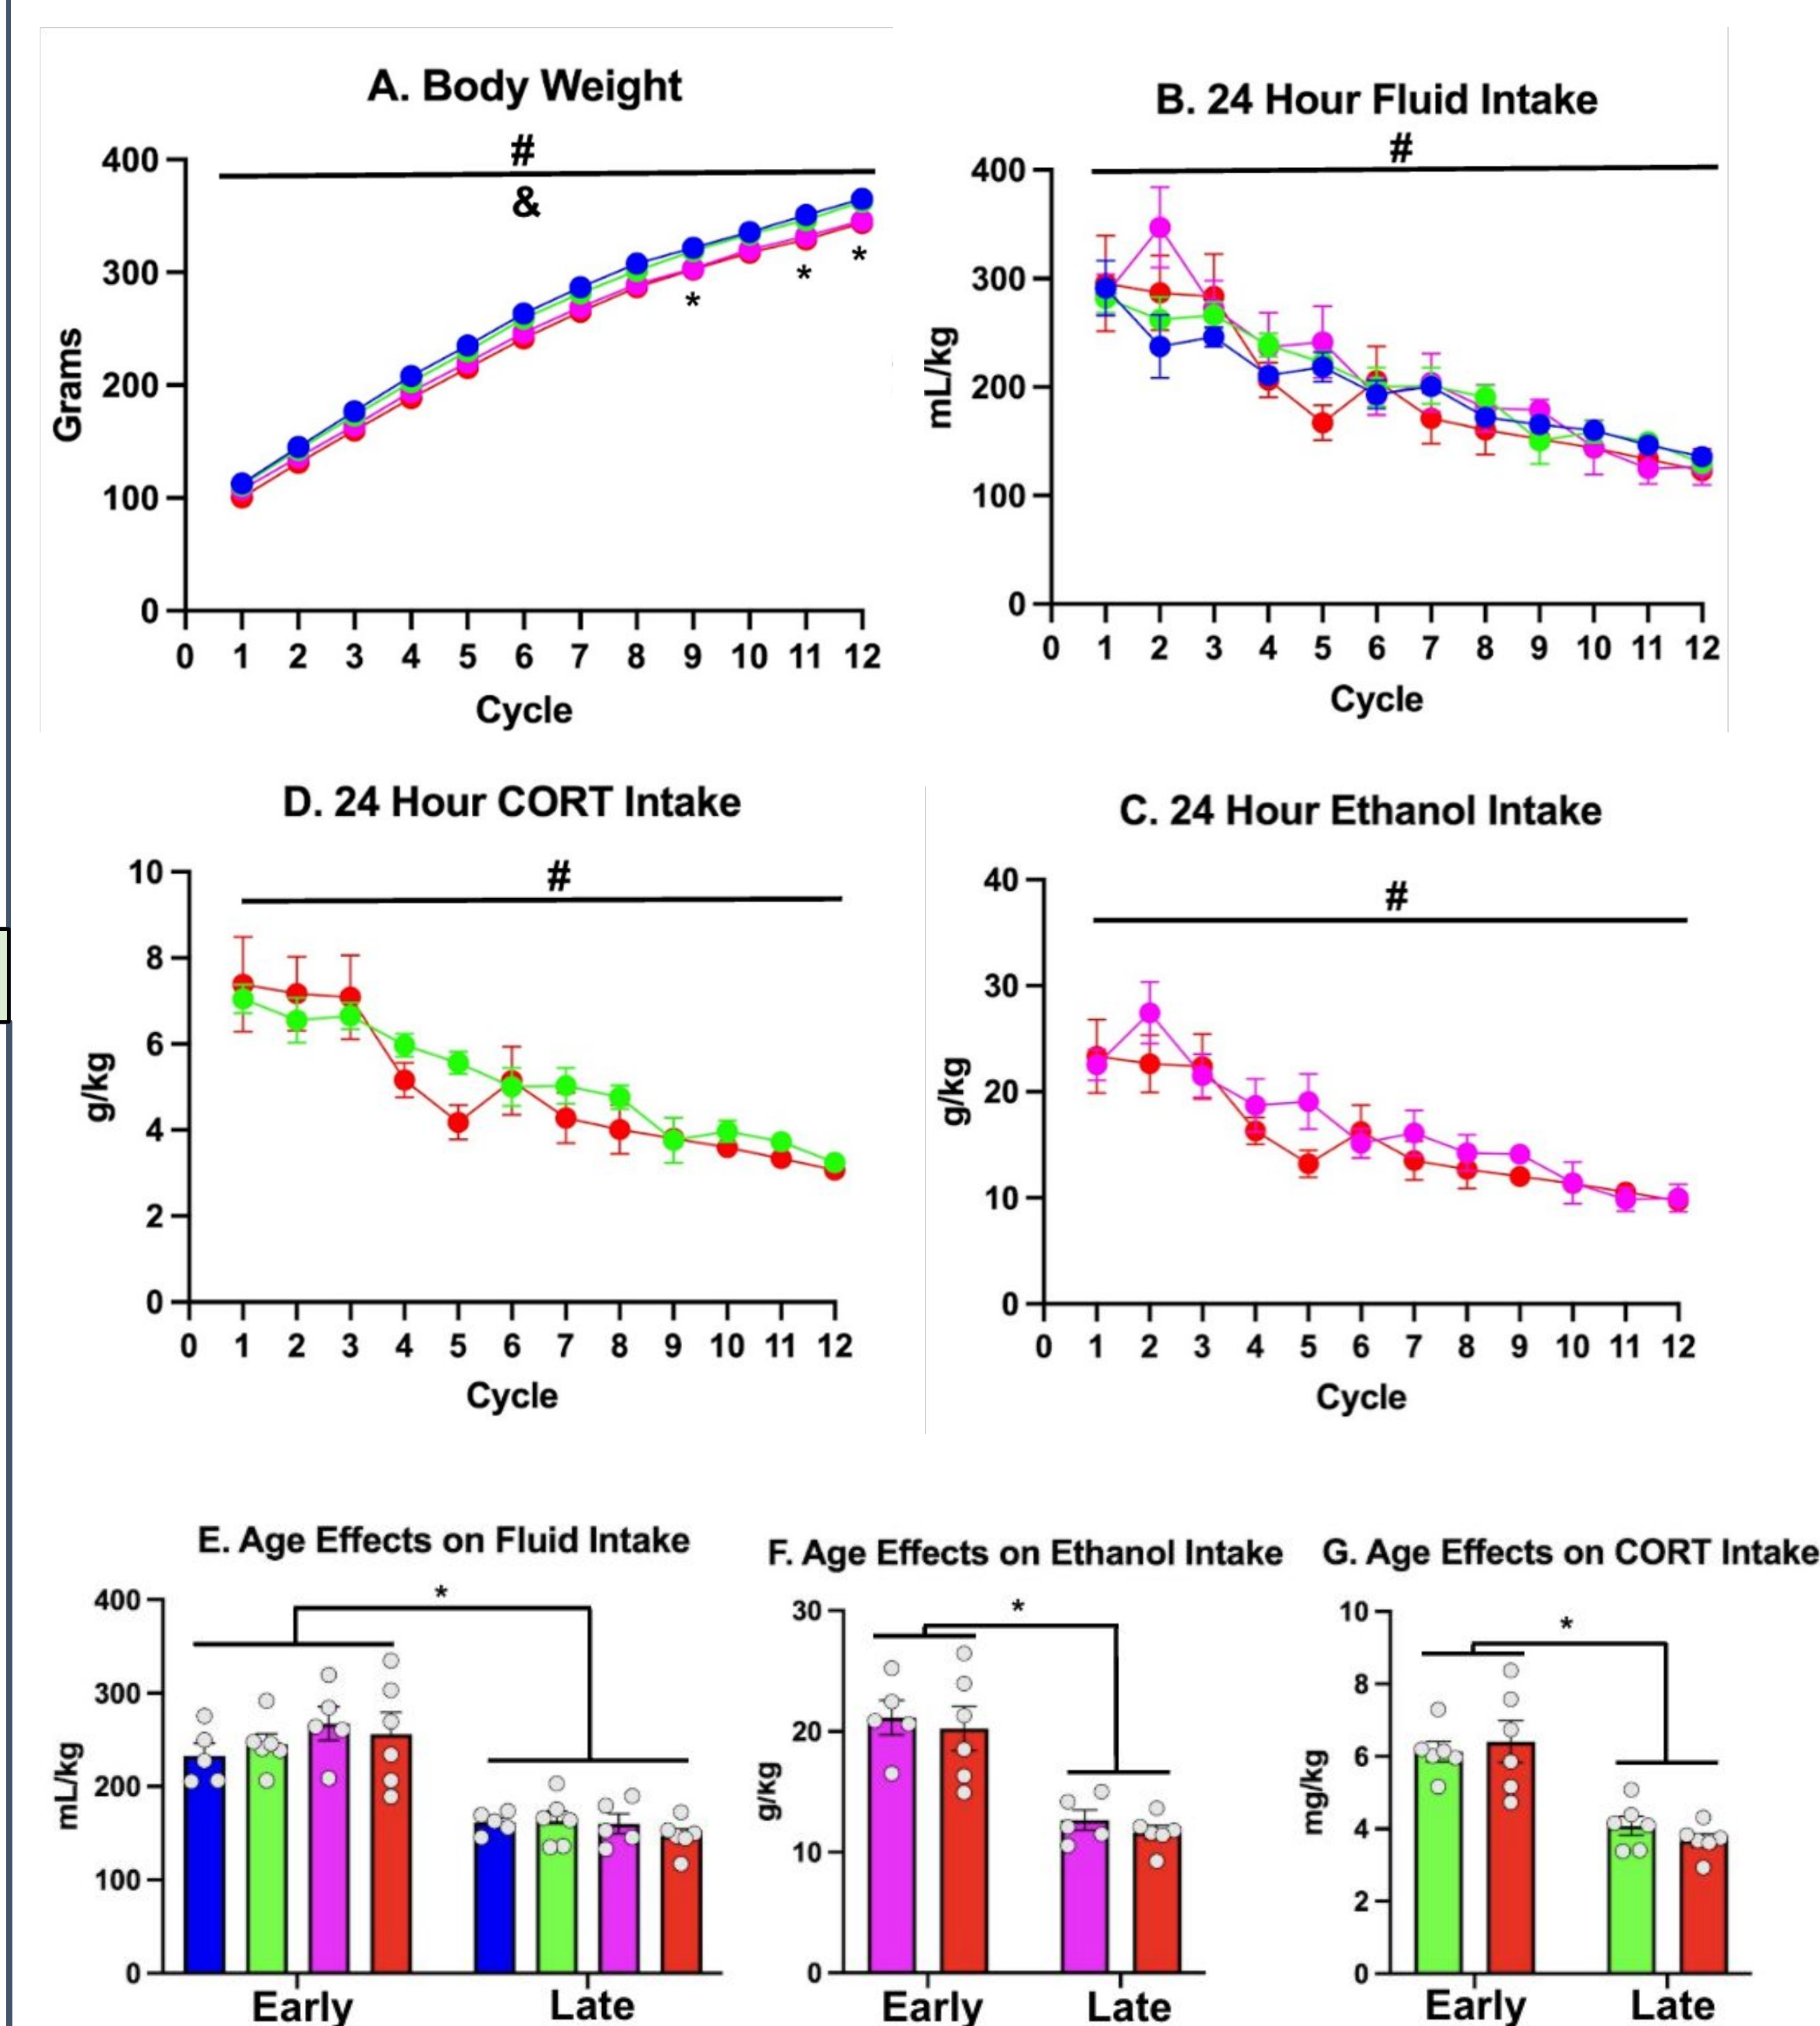 A. Body Weight
#
&
400
300
200
100
0
Grams
*
*
*
0 1 2 3 4 5 6 7 8 9 10 11 12
Cycle
B. 24 Hour Fluid Intake
#
400
300
200
100
0
mL/kg
0 1 2 3 4 5 6 7 8 9 10 11 12
Cycle
D. 24 Hour CORT Intake
#
10
8
6
4
2
0
g/kg
0 1 2 3 4 5 6 7 8 9 10 11 12
Cycle
C. 24 Hour Ethanol Intake
#
40
30
20
10
0
g/kg
0 1 2 3 4 5 6 7 8 9 10 11 12
Cycle
E. Age Effects on Fluid Intake
*
400
300
200
100
0
mL/kg
Early Late
F. Age Effects on Ethanol Intake
*
30
20
10
0
g/kg
Early Late
G. Age Effects on CORT Intake
*
10
8
6
4
2
0
mg/kg
Early Late